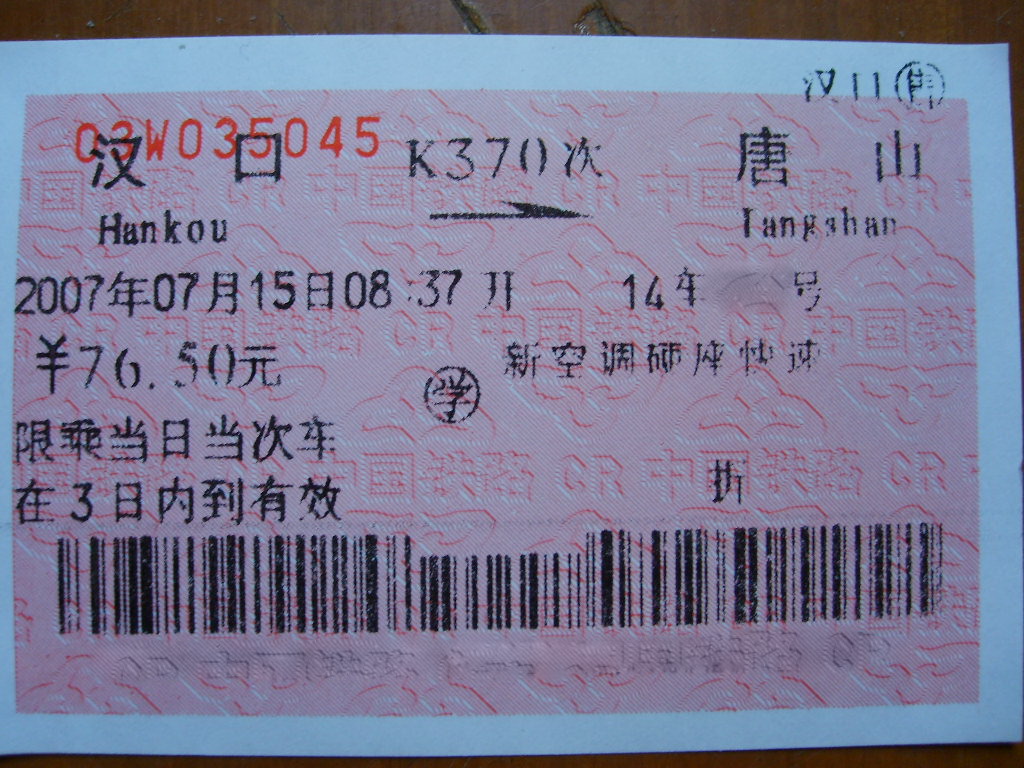 汉口售
03W035045
汉口 K370次 唐山
Hankou Tangshan
2007年07月15日08:37开 14车 号
¥76.50元 新空调硬座快速
学
限乘当日当次车
在3日内到有效 折